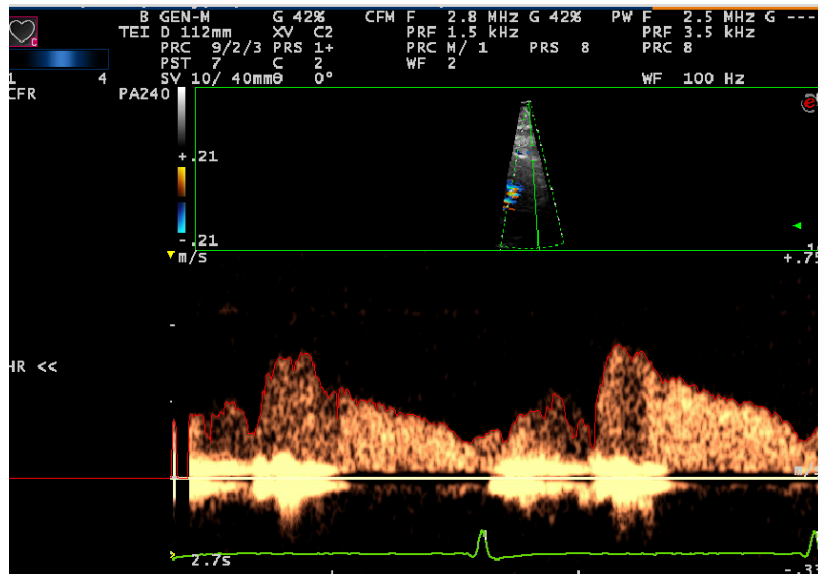 B GEN-M G 42% CFM F 2.8 MHz G 42% PW F 2.5 MHz G ---
TEI D 112mm XV C2 PRF 1.5 kHz PRF 3.5 kHz
PRC 9/2/3 PRS 1+ PRC M/ 1 PRS 8 PRC 8
PST 7 C 2 WF 2
1 4 SV 10/ 40mmθ 0° WF 100 Hz
CFR PA240
C
e
+.21
-.21
m/s +.75
HR <<
m/s
2.7s
-.33